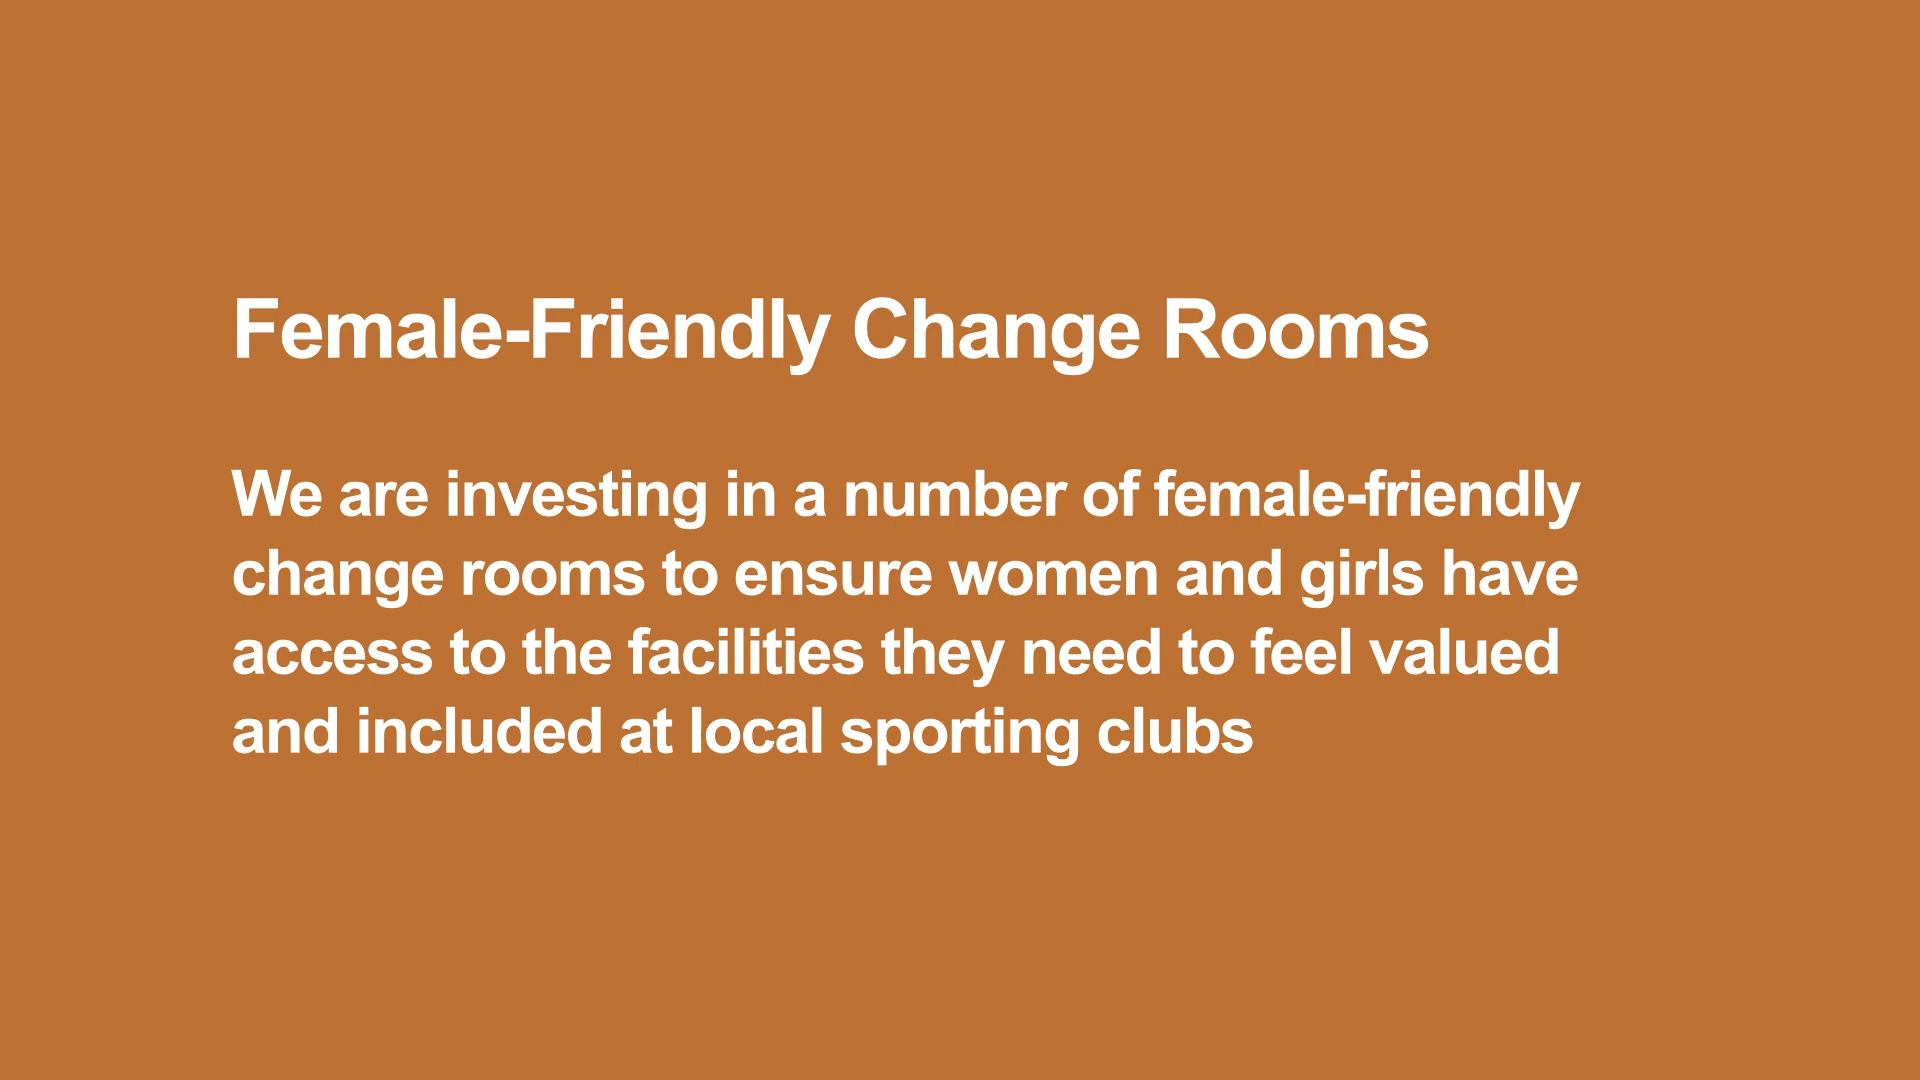 Female-Friendly Change Rooms
We are investing in a number of female-friendly
change rooms to ensure women and girls have
access to the facilities they need to feel valued
and included at local sporting clubs